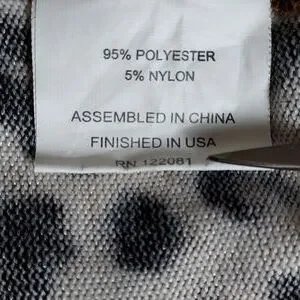 95% POLYESTER
5% NYLON
ASSEMBLED IN CHINA
FINISHED IN USA
RN 122081